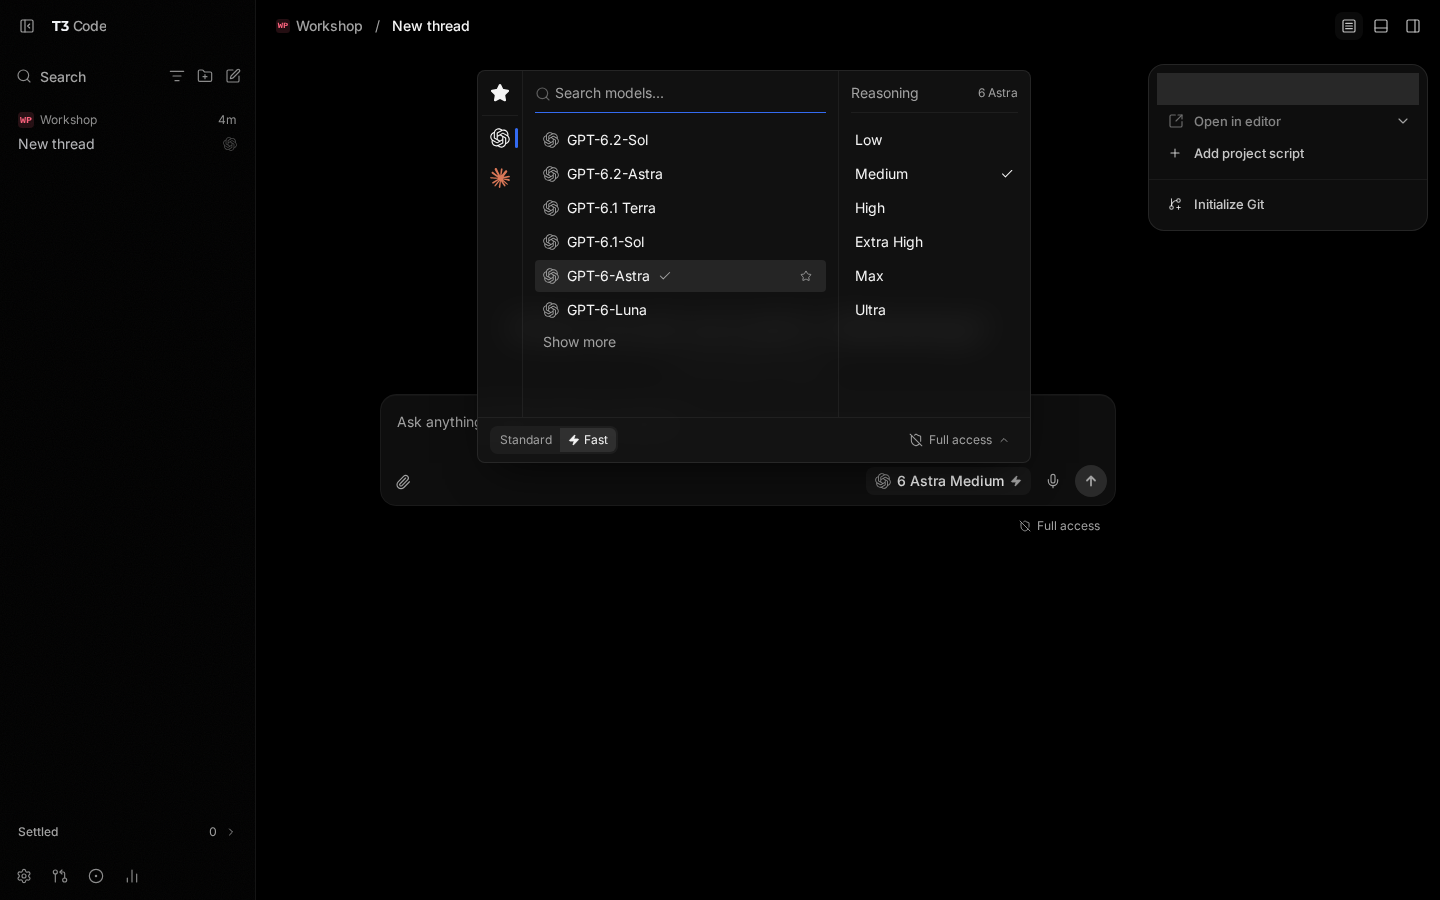 T3 Code
WP Workshop / New thread
Search
WP Workshop 4m
New thread
Search models...
GPT-6.2-Sol
GPT-6.2-Astra
GPT-6.1 Terra
GPT-6.1-Sol
GPT-6-Astra
GPT-6-Luna
Show more
Reasoning 6 Astra
Low
Medium
High
Extra High
Max
Ultra
Standard Fast Full access
Open in editor
Add project script
Initialize Git
Ask anything
6 Astra Medium
Full access
Settled 0